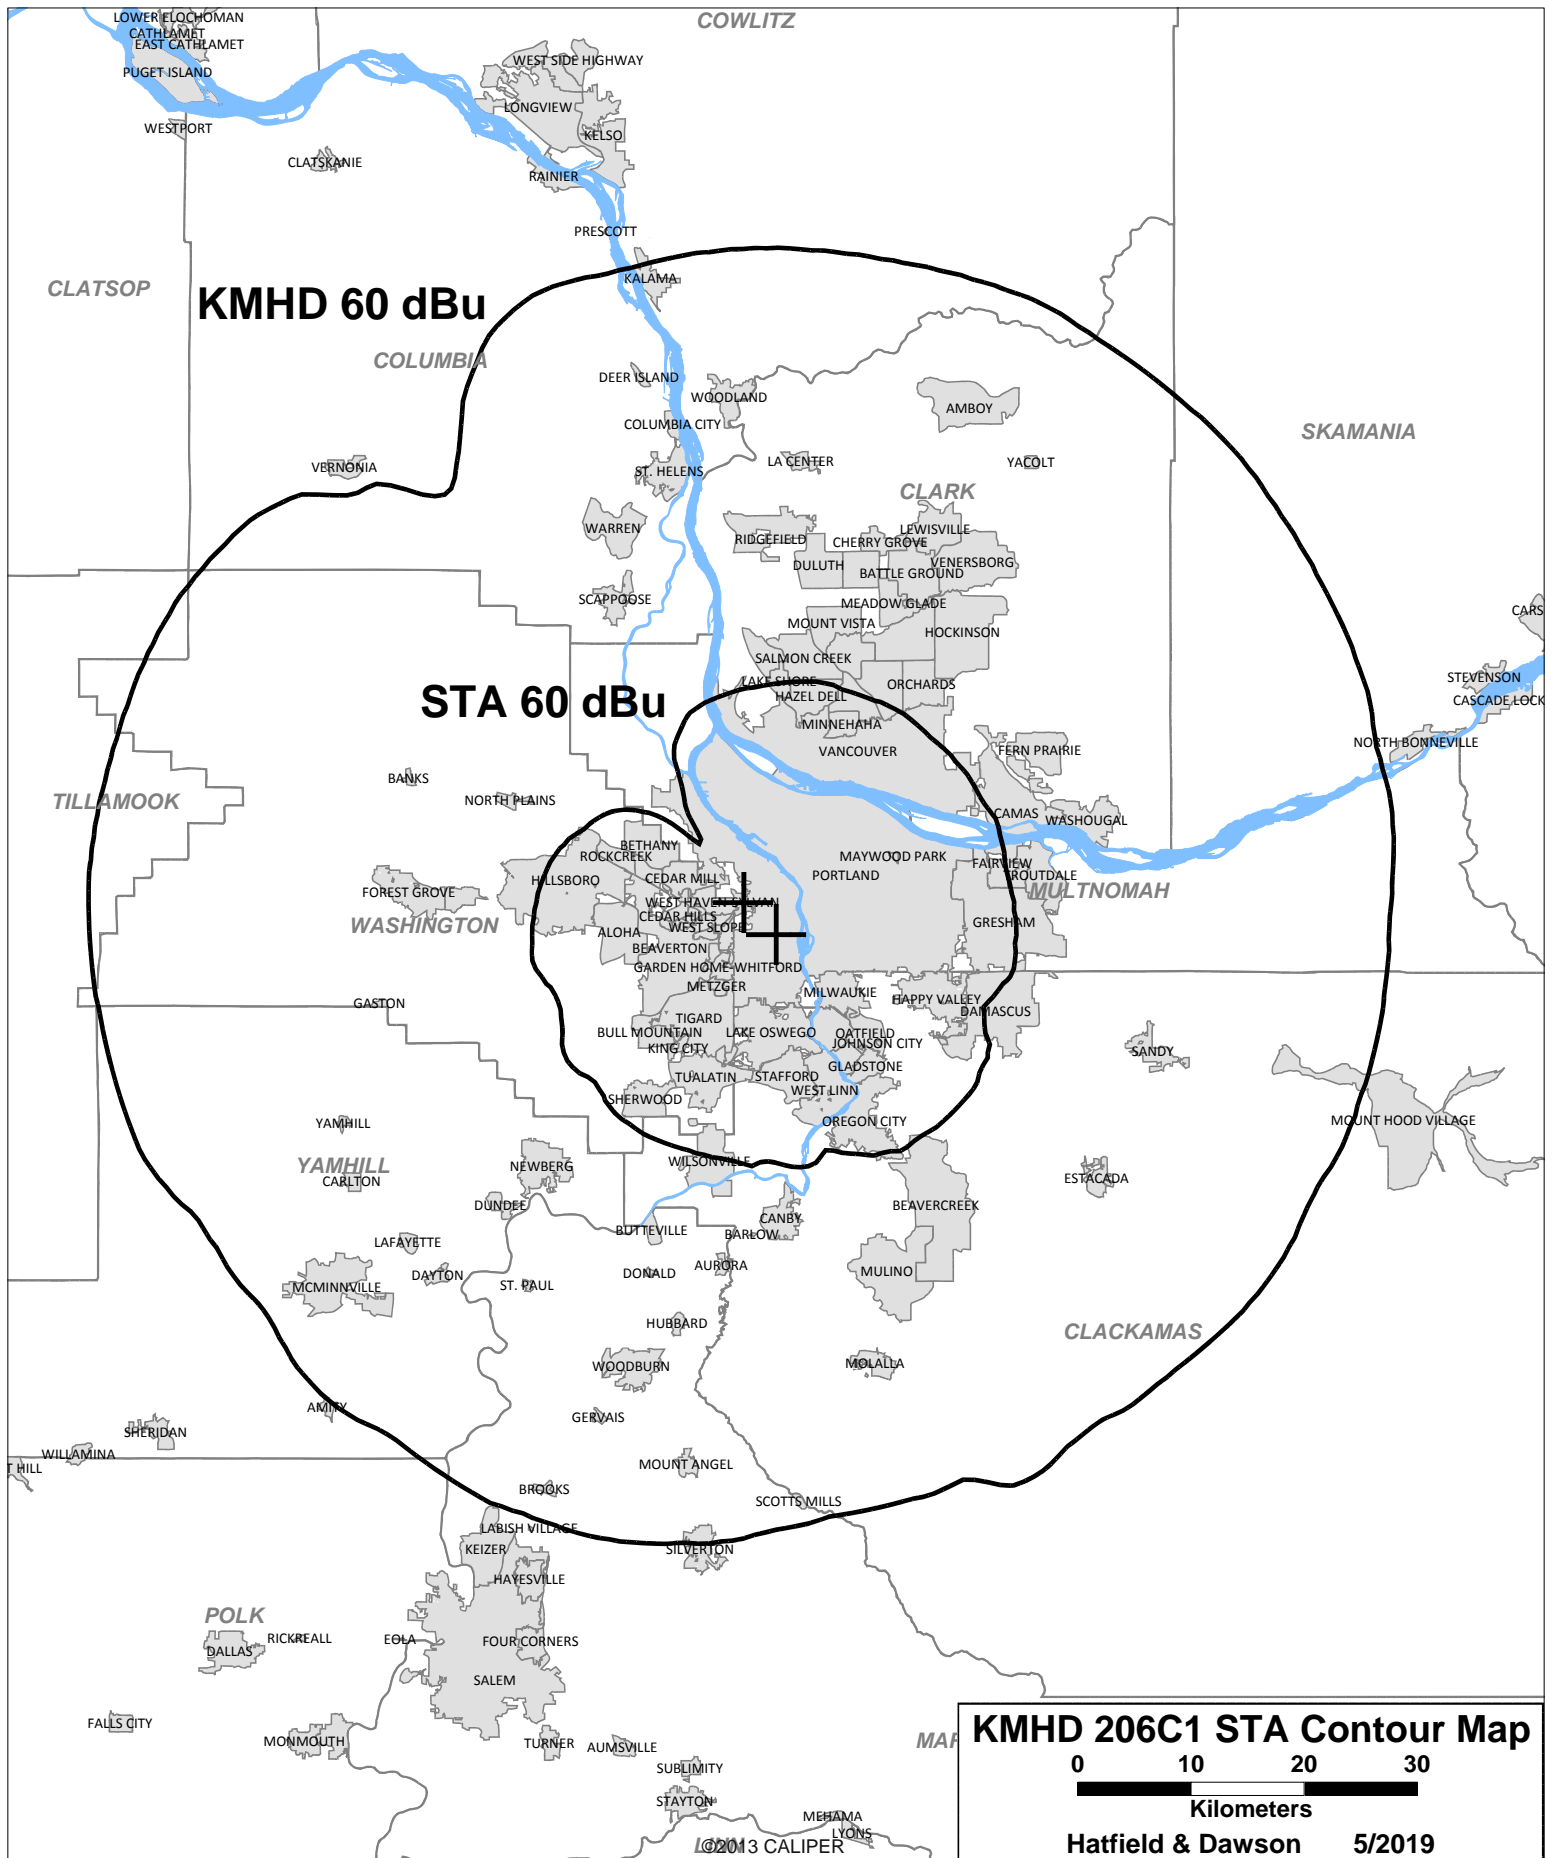 COWLITZ
LOWER ELOCHOMAN
CATHLAMET
EAST CATHLAMET
PUGET ISLAND
WESTPORT
WEST SIDE HIGHWAY
LONGVIEW
KELSO
CLATSKANIE
RAINIER
PRESCOTT
KALAMA
CLATSOP
KMHD 60 dBu
COLUMBIA
DEER ISLAND
WOODLAND
AMBOY
COLUMBIA CITY
SKAMANIA
VERNONIA
ST. HELENS
LA CENTER
YACOLT
CLARK
WARREN
RIDGEFIELD
LEWISVILLE
CHERRY GROVE
DULUTH
VENERSBORG
BATTLE GROUND
SCAPPOOSE
MEADOW GLADE
CARS
MOUNT VISTA
HOCKINSON
SALMON CREEK
LAKE SHORE
ORCHARDS
STEVENSON
HAZEL DELL
CASCADE LOCK
STA 60 dBu
MINNEHAHA
VANCOUVER
FERN PRAIRIE
NORTH BONNEVILLE
BANKS
TILLAMOOK
NORTH PLAINS
CAMAS
WASHOUGAL
BETHANY
ROCKCREEK
MAYWOOD PARK
FAIRVIEW
TROUTDALE
PORTLAND
HILLSBORO
CEDAR MILL
MULTNOMAH
FOREST GROVE
WEST HAVEN-SYLVAN
CEDAR HILLS
WEST SLOPE
WASHINGTON
GRESHAM
ALOHA
BEAVERTON
GARDEN HOME-WHITFORD
METZGER
MILWAUKIE
HAPPY VALLEY
GASTON
DAMASCUS
TIGARD
BULL MOUNTAIN
LAKE OSWEGO
OATFIELD
JOHNSON CITY
KING CITY
SANDY
GLADSTONE
TUALATIN
STAFFORD
WEST LINN
SHERWOOD
YAMHILL
OREGON CITY
MOUNT HOOD VILLAGE
YAMHILL
NEWBERG
WILSONVILLE
CARLTON
ESTACADA
DUNDEE
BEAVERCREEK
CANBY
BUTTEVILLE
BARLOW
LAFAYETTE
AURORA
DAYTON
DONALD
MULINO
MCMINNVILLE
ST. PAUL
HUBBARD
CLACKAMAS
WOODBURN
MOLALLA
AMITY
GERVAIS
SHERIDAN
WILLAMINA
T HILL
MOUNT ANGEL
BROOKS
SCOTTS MILLS
LABISH VILLAGE
KEIZER
SILVERTON
HAYESVILLE
POLK
RICKREALL
EOLA
FOUR CORNERS
DALLAS
SALEM
FALLS CITY
MONMOUTH
TURNER
AUMSVILLE
MAR
SUBLIMITY
STAYTON
MEHAMA
LYONS
LINN
©2013 CALIPER
KMHD 206C1 STA Contour Map
0 10 20 30
Kilometers
Hatfield & Dawson 5/2019